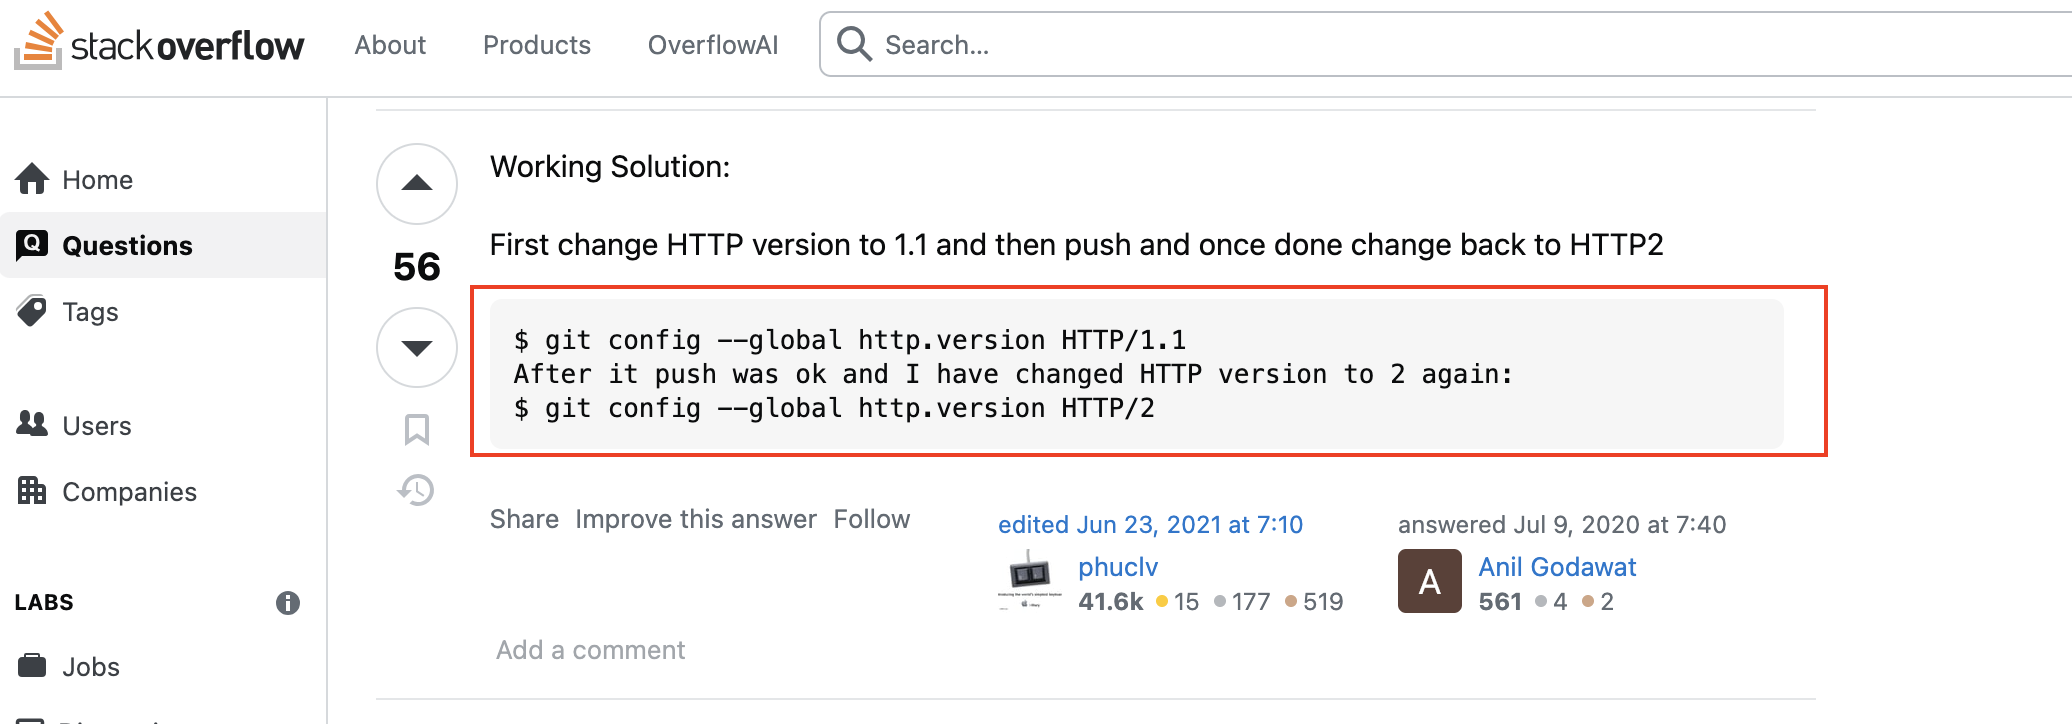 stackoverflow About Products OverflowAI Search...
Home
Questions
Tags
Users
Companies
LABS
Jobs
Working Solution:
First change HTTP version to 1.1 and then push and once done change back to HTTP2
56
$ git config --global http.version HTTP/1.1
After it push was ok and I have changed HTTP version to 2 again:
$ git config --global http.version HTTP/2
Share Improve this answer Follow
edited Jun 23, 2021 at 7:10
phuclv
41.6k 15 177 519
answered Jul 9, 2020 at 7:40
A
Anil Godawat
561 4 2
Add a comment